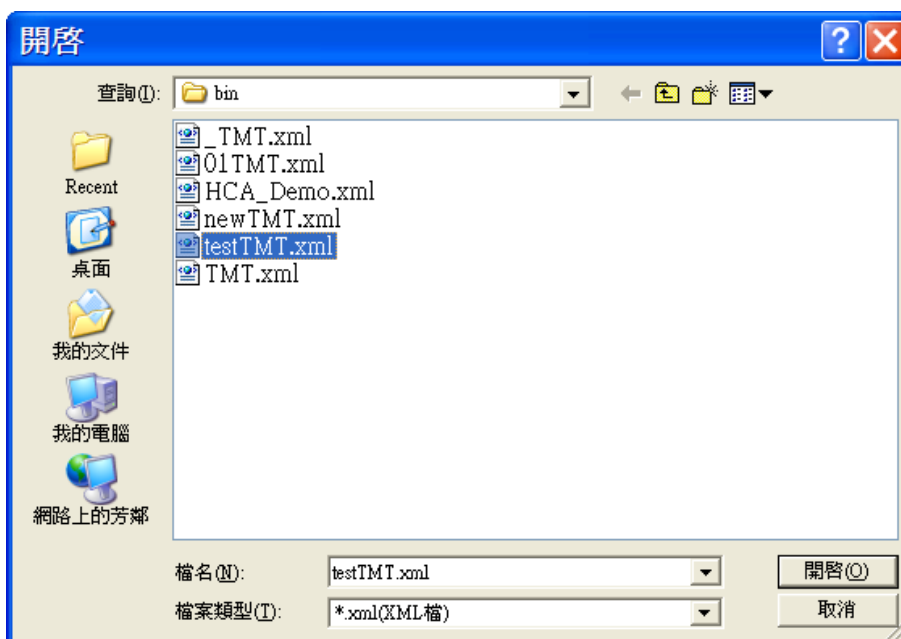 開啓
查詢(I):
bin
_TMT.xml
01TMT.xml
HCA_Demo.xml
newTMT.xml
testTMT.xml
TMT.xml
Recent
桌面
我的文件
我的電腦
網路上的芳鄰
檔名(N):
testTMT.xml
開啓(O)
檔案類型(T):
*.xml(XML檔)
取消